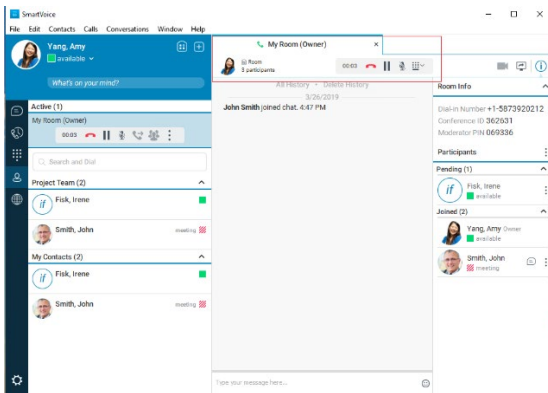 SmartVoice
File Edit Contacts Calls Conversations Window Help
Yang, Amy
available
What's on your mind?
Active (1)
My Room (Owner)
00:03
Search and Dial
Project Team (2)
if Fisk, Irene
Smith, John meeting
My Contacts (2)
if Fisk, Irene
Smith, John meeting
My Room (Owner) ×
Room
3 participants
00:03
All History • Delete History
3/26/2019
John Smith joined chat. 4:47 PM
Type your message here...
Room Info
Dial-in Number +1-5873920212
Conference ID 362631
Moderator PIN 069336
Participants
Pending (1)
if Fisk, Irene
available
Joined (2)
Yang, Amy Owner
available
Smith, John
meeting